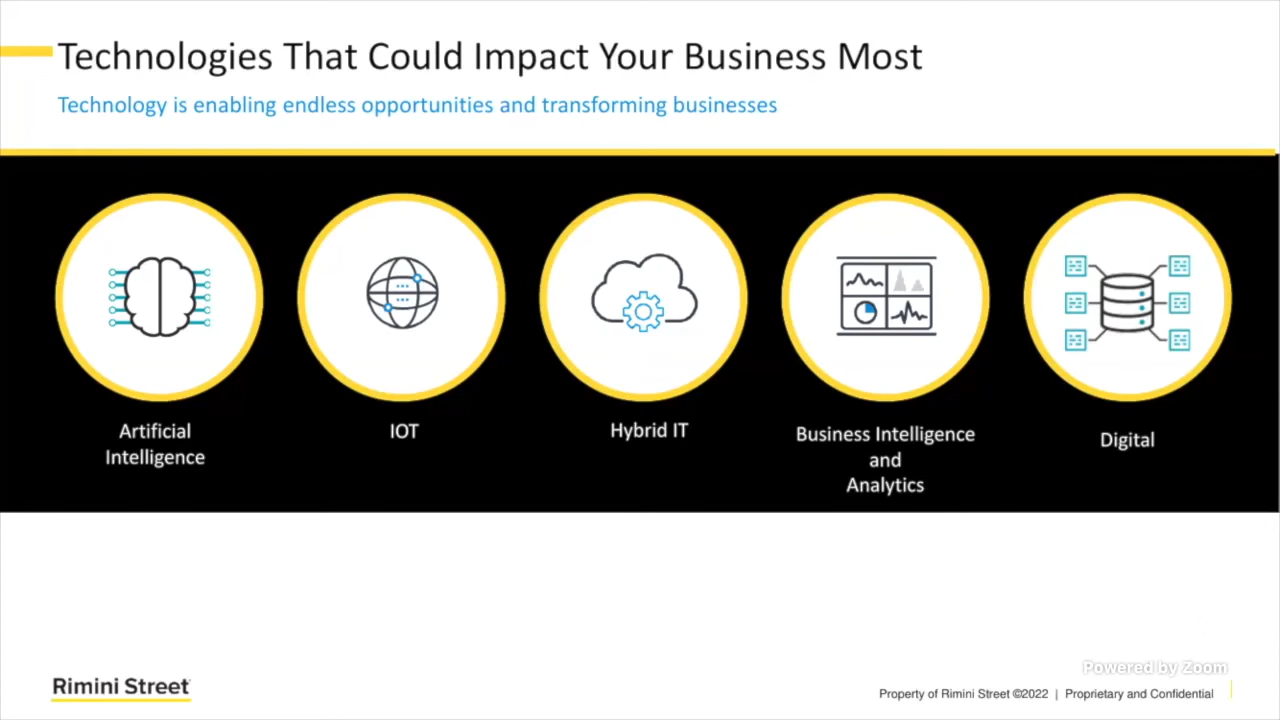 Technologies That Could Impact Your Business Most
Technology is enabling endless opportunities and transforming businesses
Artificial
Intelligence
IOT
Hybrid IT
Business Intelligence
and
Analytics
Digital
Powered by Zoom
Rimini Street
Property of Rimini Street ©2022 | Proprietary and Confidential